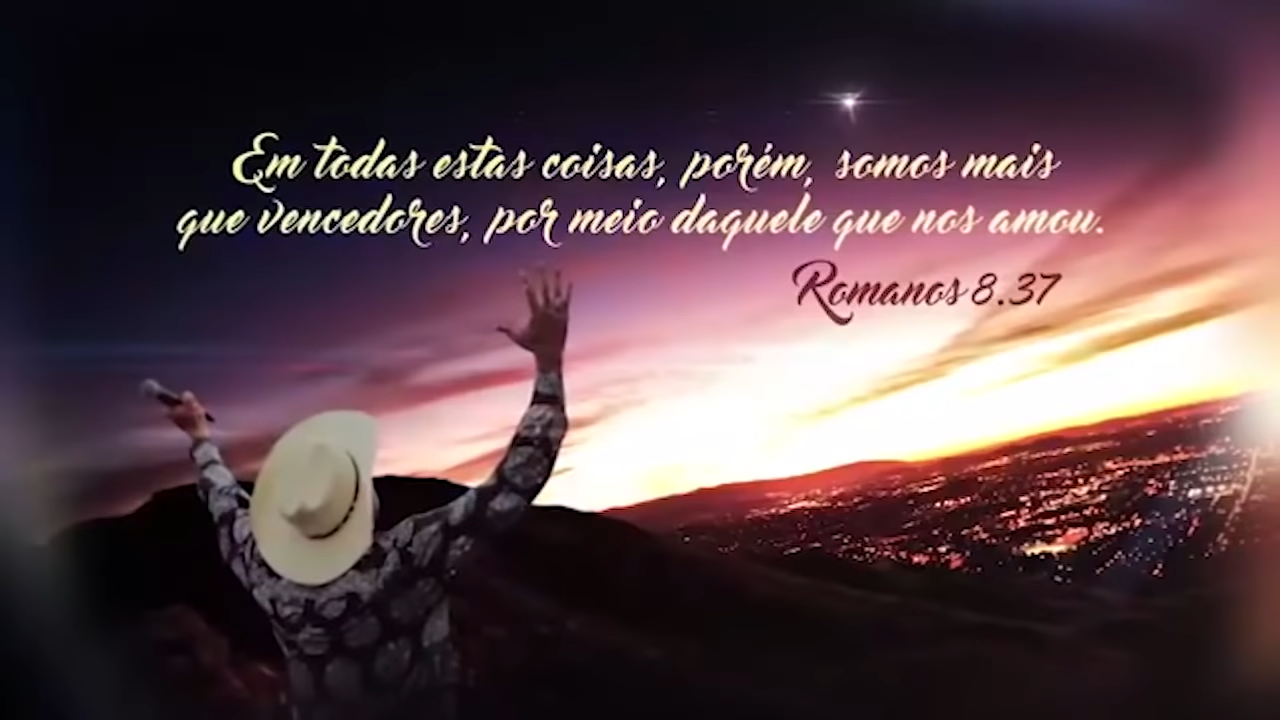 Em todas estas coisas, porém, somos mais
que vencedores, por meio daquele que nos amou.
Romanos 8.37